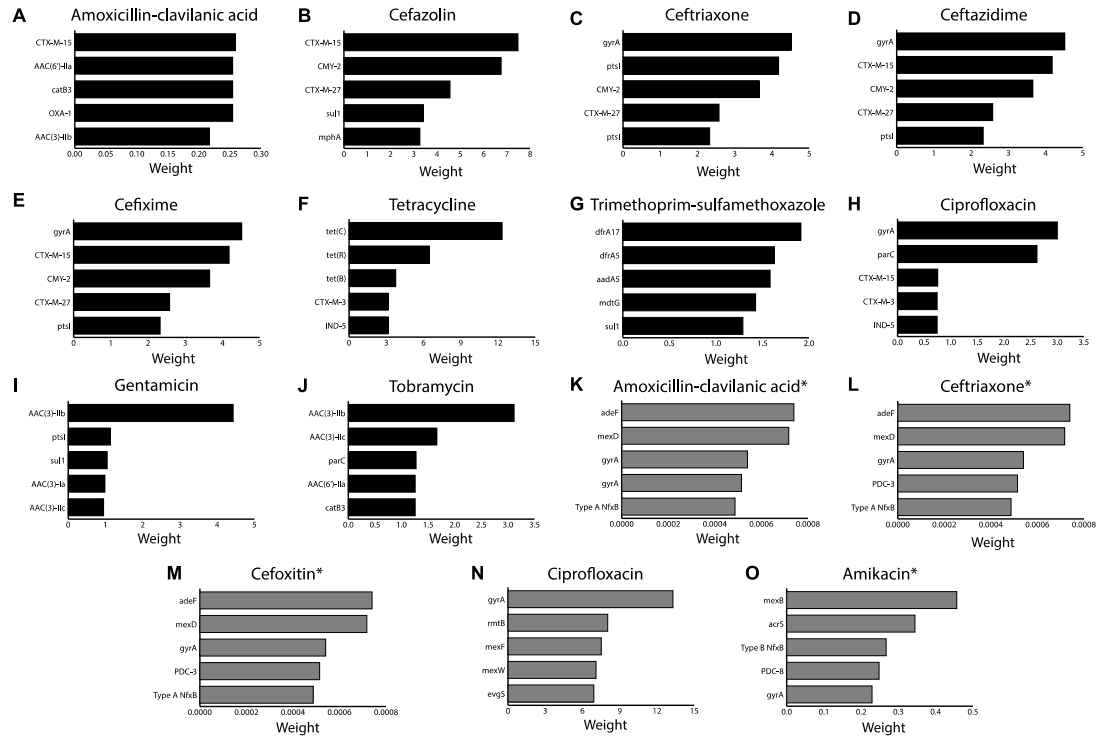 A Amoxicillin-clavilanic acid
CTX-M-15
AAC(6')-IIa
catB3
OXA-1
AAC(3)-IIb
0.00 0.05 0.10 0.15 0.20 0.25 0.30
Weight
B Cefazolin
CTX-M-15
CMY-2
CTX-M-27
sul1
mphA
0 1 2 3 4 5 6 7 8
Weight
C Ceftriaxone
gyrA
ptsI
CMY-2
CTX-M-27
ptsI
0 1 2 3 4 5
Weight
D Ceftazidime
gyrA
CTX-M-15
CMY-2
CTX-M-27
ptsI
0 1 2 3 4 5
Weight
E Cefixime
gyrA
CTX-M-15
CMY-2
CTX-M-27
ptsI
0 1 2 3 4 5
Weight
F Tetracycline
tet(C)
tet(R)
tet(B)
CTX-M-3
IND-5
0 3 6 9 12 15
Weight
G Trimethoprim-sulfamethoxazole
dfrA17
dfrA5
aadA5
mdtG
sul1
0.0 0.5 1.0 1.5 2.0
Weight
H Ciprofloxacin
gyrA
parC
CTX-M-15
CTX-M-3
IND-5
0.0 0.5 1.0 1.5 2.0 2.5 3.0 3.5
Weight
I Gentamicin
AAC(3)-IIb
ptsI
sul1
AAC(3)-Ia
AAC(3)-IIc
0 1 2 3 4 5
Weight
J Tobramycin
AAC(3)-IIb
AAC(3)-IIc
parC
AAC(6')-IIa
catB3
0.0 0.5 1.0 1.5 2.0 2.5 3.0 3.5
Weight
K Amoxicillin-clavilanic acid*
adeF
mexD
gyrA
gyrA
Type A NfxB
0.0000 0.0002 0.0004 0.0006 0.0008
Weight
L Ceftriaxone*
adeF
mexD
gyrA
PDC-3
Type A NfxB
0.0000 0.0002 0.0004 0.0006 0.0008
Weight
M Cefoxitin*
adeF
mexD
gyrA
PDC-3
Type A NfxB
0.0000 0.0002 0.0004 0.0006 0.0008
Weight
N Ciprofloxacin
gyrA
rmtB
mexF
mexW
evgS
0 3 6 9 12 15
Weight
O Amikacin*
mexB
acrS
Type B NfxB
PDC-8
gyrA
0.0 0.1 0.2 0.3 0.4 0.5
Weight